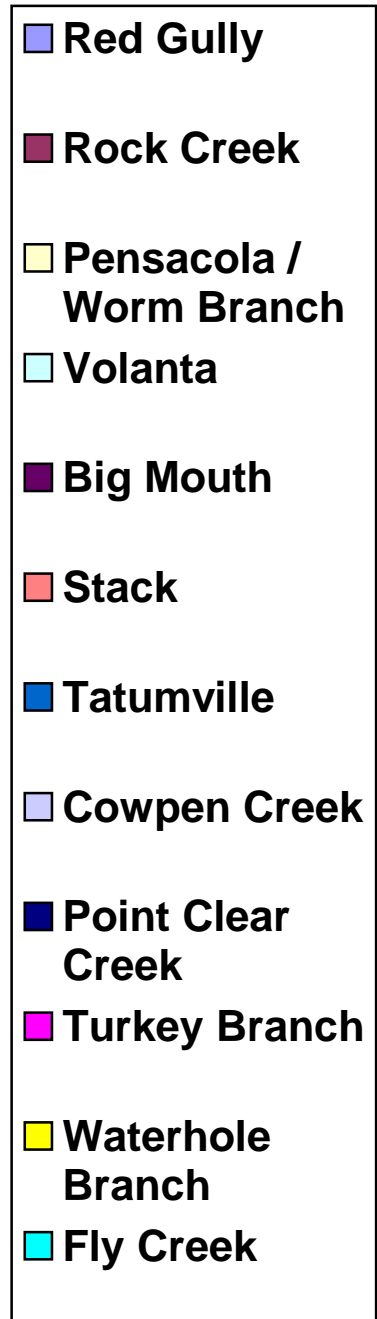 Red Gully
Rock Creek
Pensacola /
Worm Branch
Volanta
Big Mouth
Stack
Tatumville
Cowpen Creek
Point Clear
Creek
Turkey Branch
Waterhole
Branch
Fly Creek